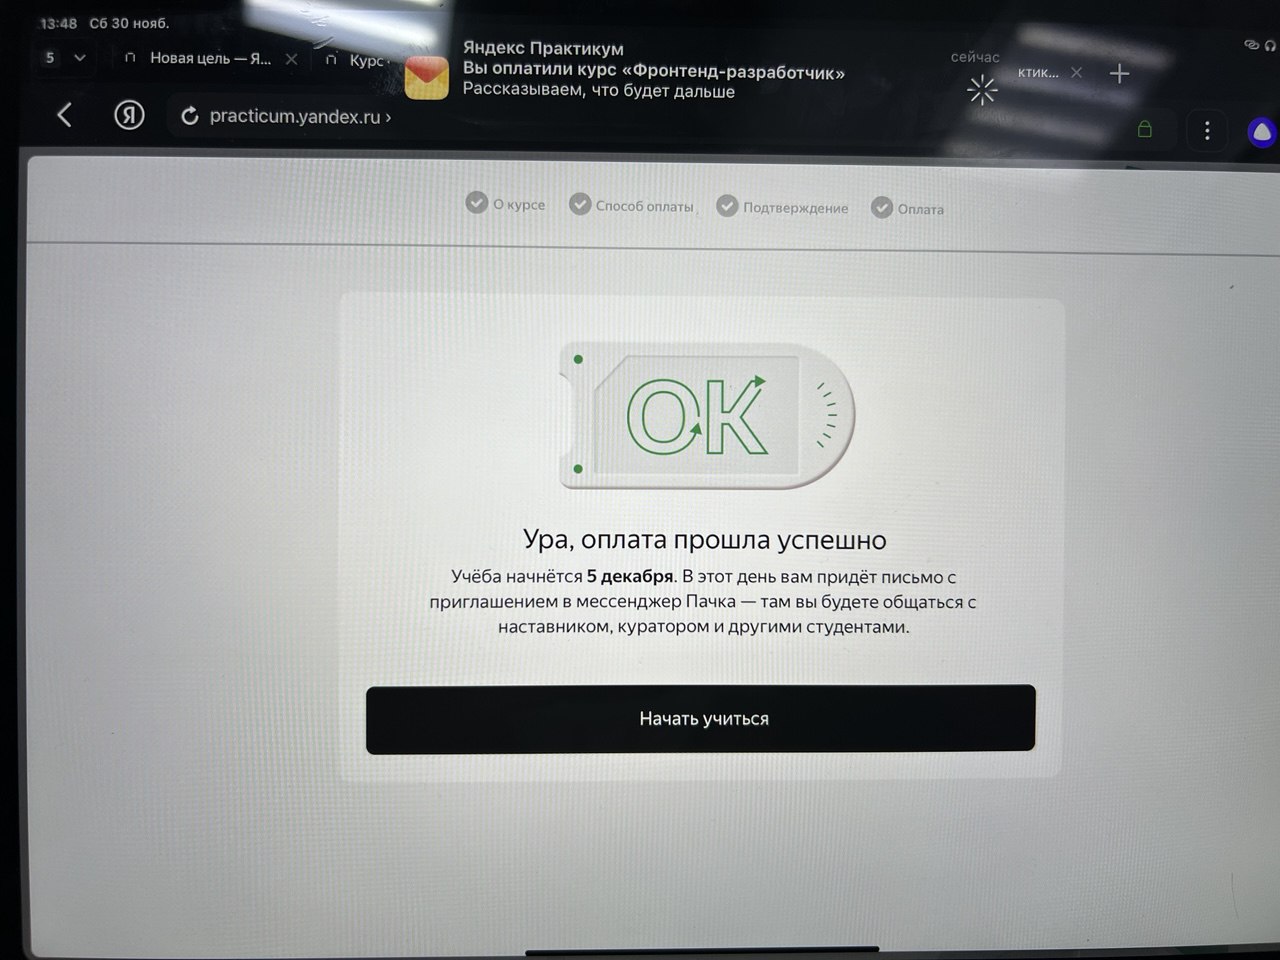 13:48 Сб 30 нояб.
5
Новая цель — Я...
Курс
Яндекс Практикум
Вы оплатили курс «Фронтенд-разработчик»
Рассказываем, что будет дальше
сейчас
ктик...
Я
practicum.yandex.ru ›
О курсе
Способ оплаты
Подтверждение
Оплата
OK
Ура, оплата прошла успешно
Учёба начнётся 5 декабря. В этот день вам придёт письмо с
приглашением в мессенджер Пачка — там вы будете общаться с
наставником, куратором и другими студентами.
Начать учиться